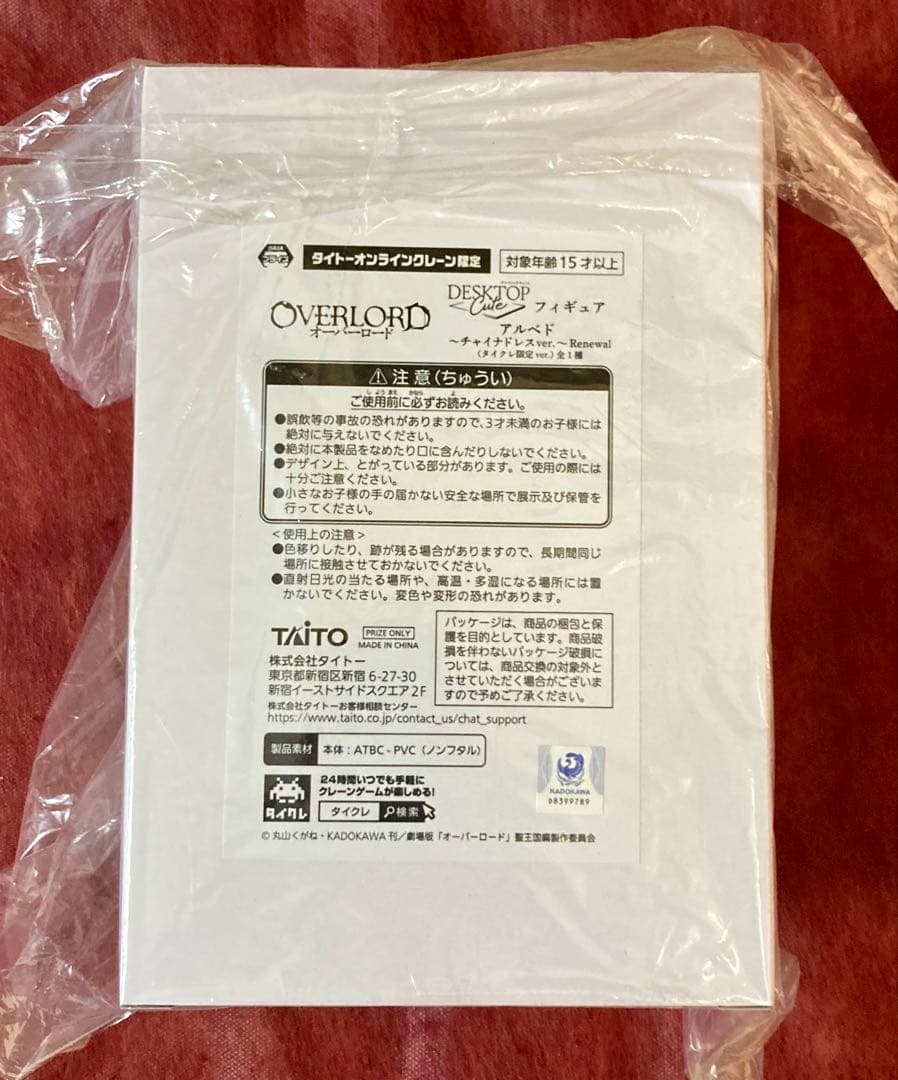 プライズ
タイトーオンラインクレーン限定
対象年齢15才以上
OVERLORD
オーバーロード
DESKTOP
Cute
フィギュア
アルベド
～チャイナドレスver.～Renewal
(タイクレ限定ver.) 全1種
注意(ちゅうい)
ご使用前に必ずお読みください。
●誤飲等の事故の恐れがありますので、3才未満のお子様には
絶対に与えないでください。
●絶対に本製品をなめたり口に含んだりしないでください。
●デザイン上、とがっている部分があります。ご使用の際には
十分ご注意ください。
●小さなお子様の手の届かない安全な場所で展示及び保管を
行ってください。
<使用上の注意>
●色移りしたり、跡が残る場合がありますので、長期間同じ
場所に接触させておかないでください。
●直射日光の当たる場所や、高温・多湿になる場所には置
かないでください。変色や変形の恐れがあります。
TAITO
PRIZE ONLY
MADE IN CHINA
株式会社タイトー
東京都新宿区新宿 6-27-30
新宿イーストサイドスクエア 2F
株式会社タイトーお客様相談センター
https://www.taito.co.jp/contact_us/chat_support
パッケージは、商品の梱包と保
護を目的としています。商品破
損を伴わないパッケージ破損に
ついては、商品交換の対象外と
させていただく場合がございま
すので予めご了承ください。
製品素材 本体：ATBC-PVC（ノンフタル）
タイクレ
24時間いつでも手軽に
クレーンゲームが楽しめる!
タイクレ 検索
KADOKAWA
D8399789
©丸山くがね・KADOKAWA刊／劇場版「オーバーロード」聖王国編製作委員会